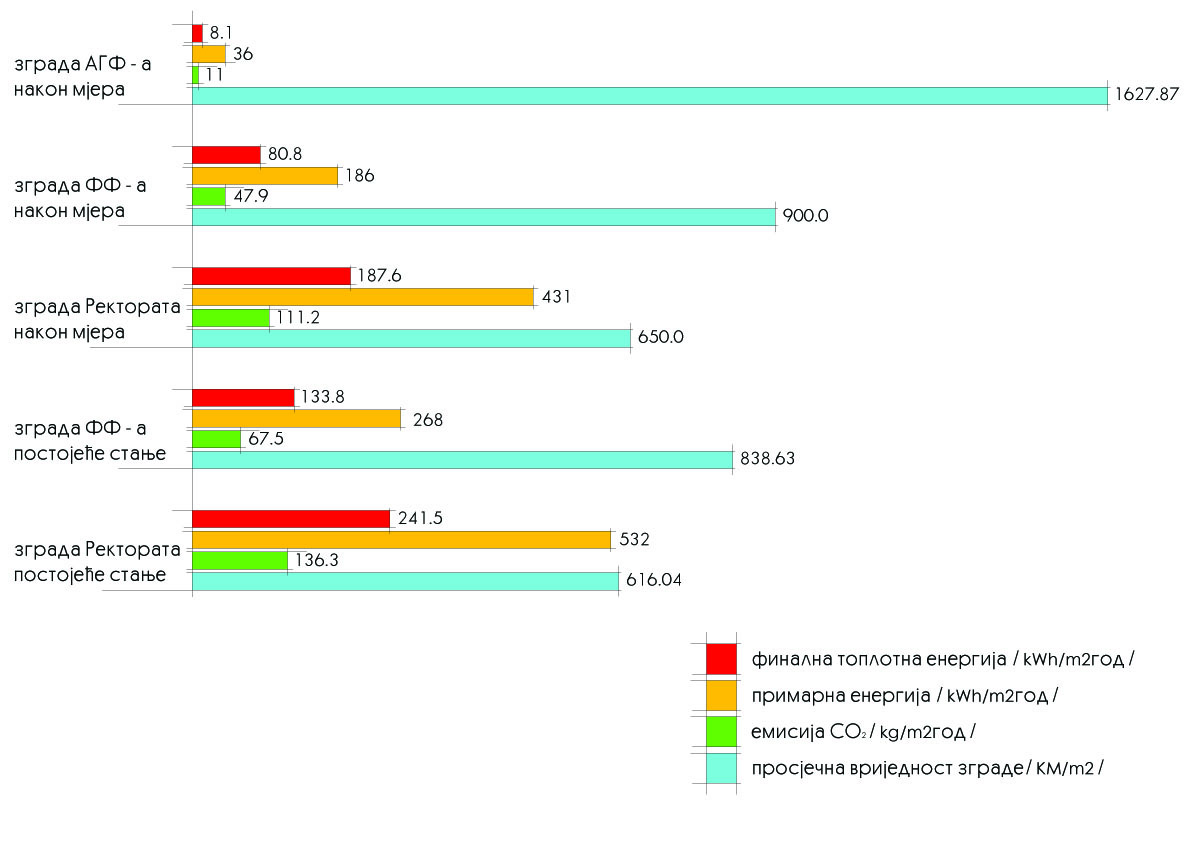 8.1
36
зграда АГФ - а
11
након мјера
1627.87
80.8
186
зграда ФФ - а
47.9
након мјера
900.0
187.6
431
зграда Ректората
111.2
након мјера
650.0
133.8
268
зграда ФФ - а
67.5
постојеће стање
838.63
241.5
532
зграда Ректората
136.3
постојеће стање
616.04
финална топлотна енергија / kWh/m2год /
примарна енергија / kWh/m2год /
емисија CO₂ / kg/m2год /
просјечна вриједност зграде/ KM/m2 /